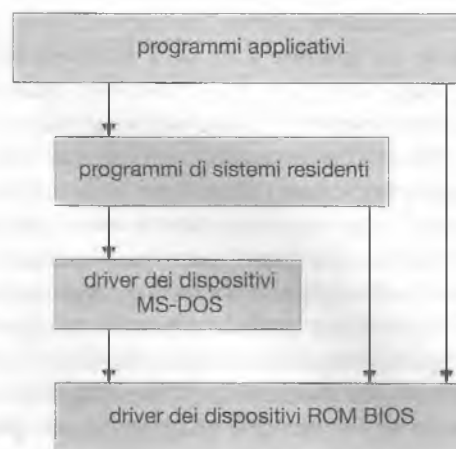 programmi applicativi
programmi di sistemi residenti
driver dei dispositivi
MS-DOS
driver dei dispositivi ROM BIOS